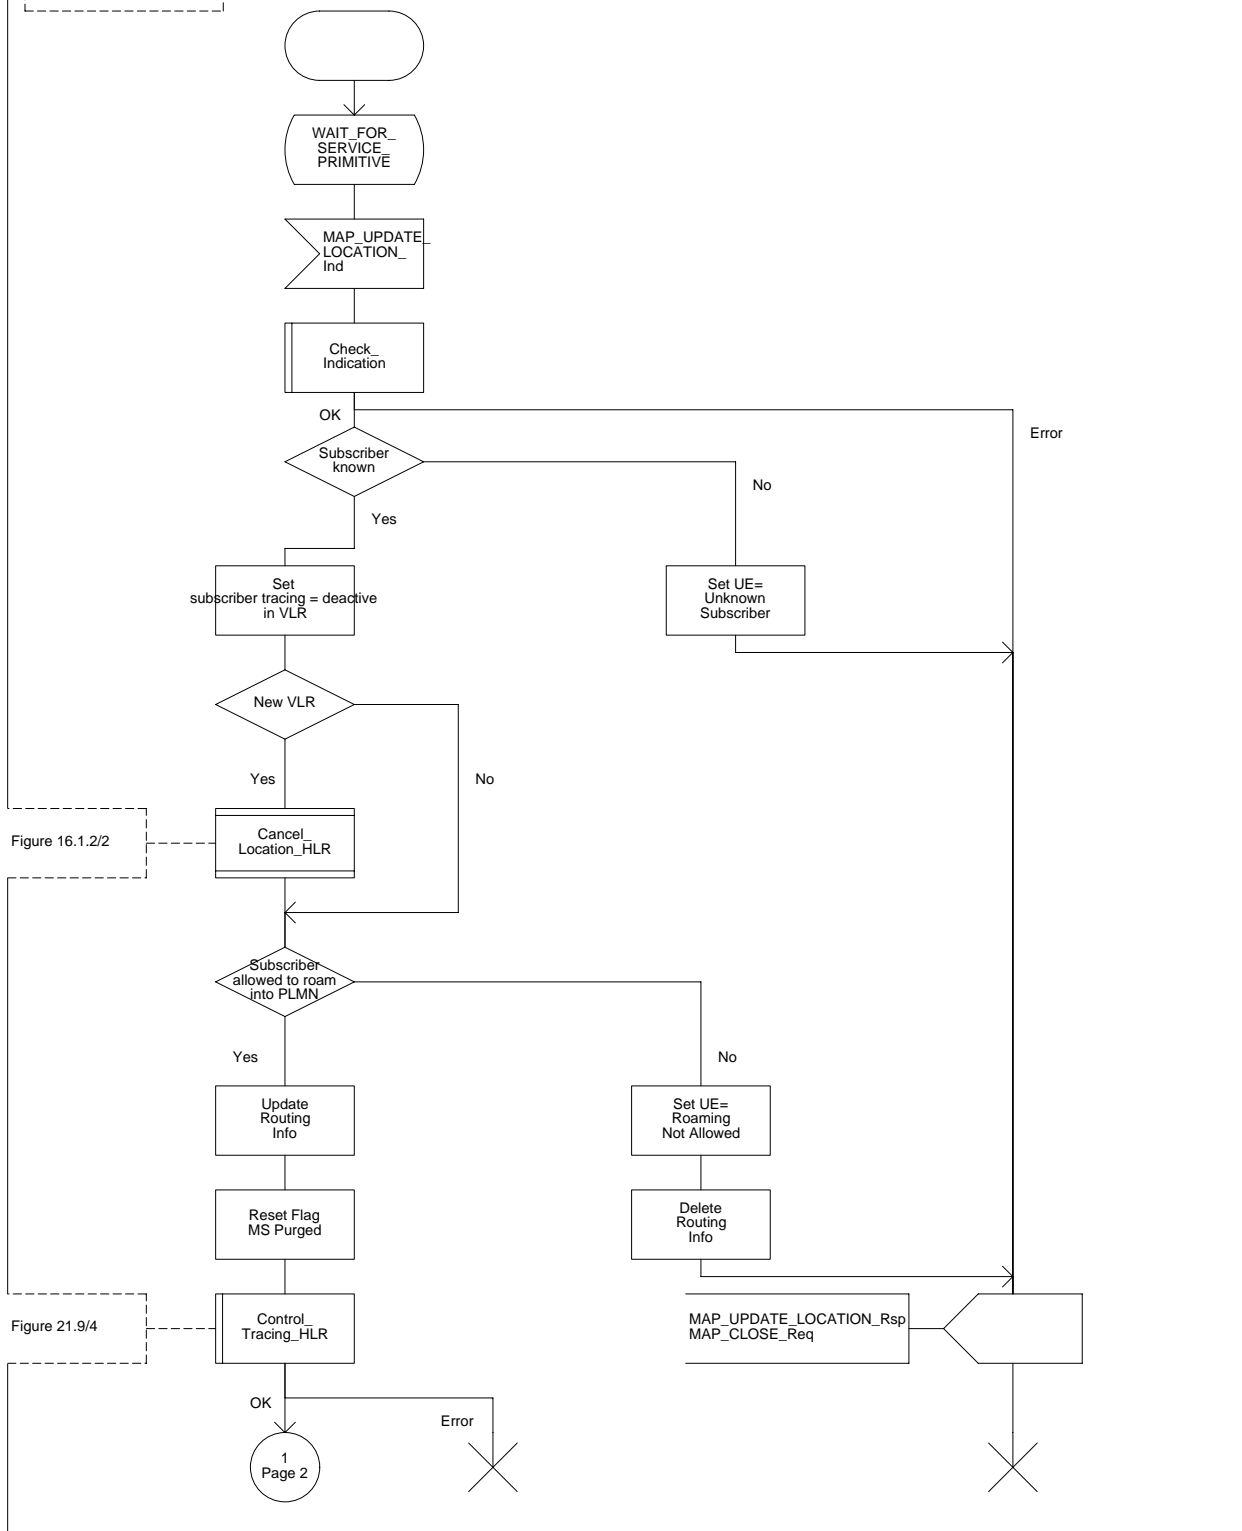 WAIT_FOR_
SERVICE_
PRIMITIVE
MAP_UPDATE_
LOCATION_
Ind
Check_
Indication
OK
Error
Subscriber
known
No
Yes
Set
subscriber tracing = deactive
in VLR
Set UE=
Unknown
Subscriber
New VLR
Yes
No
Figure 16.1.2/2
Cancel_
Location_HLR
Subscriber
allowed to roam
into PLMN
Yes
No
Update
Routing
Info
Set UE=
Roaming
Not Allowed
Reset Flag
MS Purged
Delete
Routing
Info
Figure 21.9/4
Control_
Tracing_HLR
MAP_UPDATE_LOCATION_Rsp
MAP_CLOSE_Req
OK
Error
1
Page 2